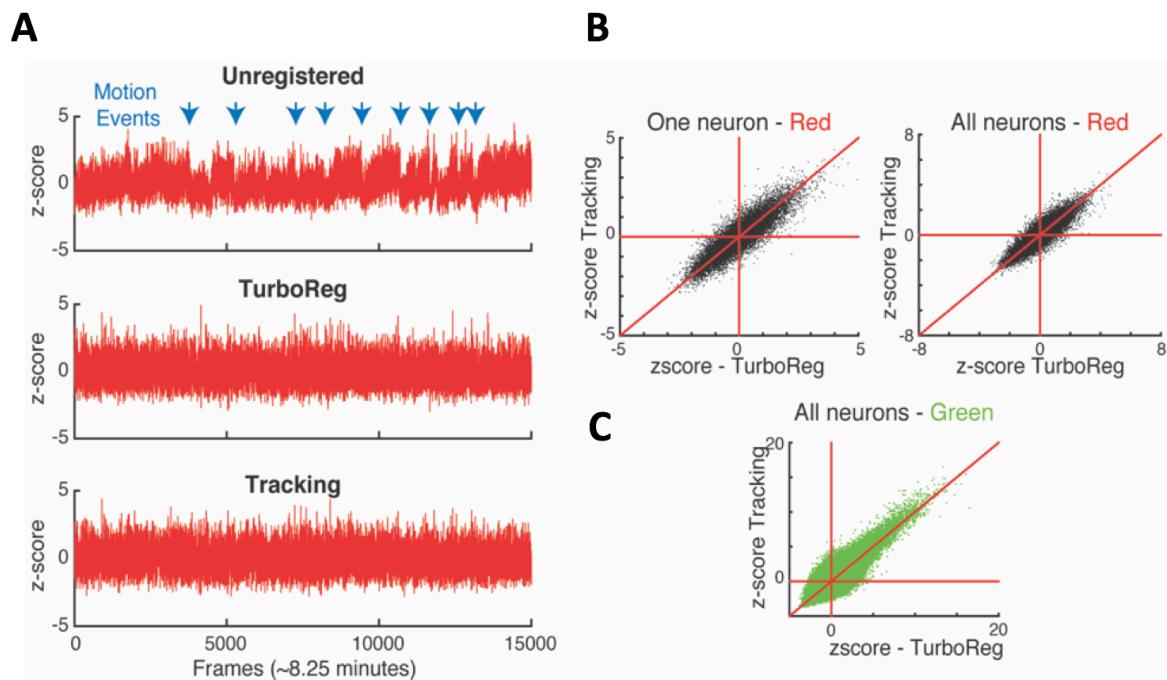 A
Unregistered
Motion
Events
5
0
-5
z-score
TurboReg
5
0
-5
z-score
Tracking
5
0
-5
z-score
0 5000 10000 15000
Frames (~8.25 minutes)
B
One neuron - Red
5
0
-5
z-score Tracking
-5 0 5
zscore - TurboReg
All neurons - Red
8
0
-8
z-score Tracking
-8 0 8
z-score TurboReg
C
All neurons - Green
20
10
0
z-score Tracking
0 20
zscore - TurboReg